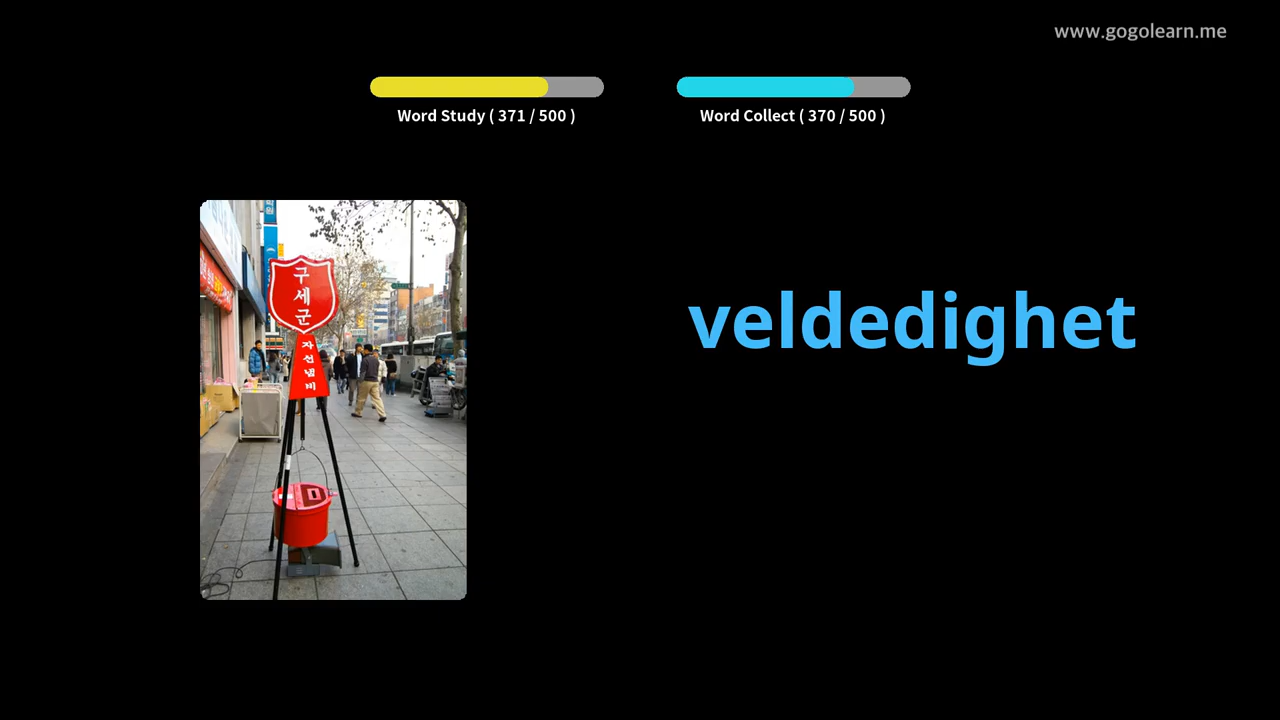 www.gogolearn.me
Word Study ( 371 / 500 )
Word Collect ( 370 / 500 )
구
세
군
자
선
냄
비
veldedighet